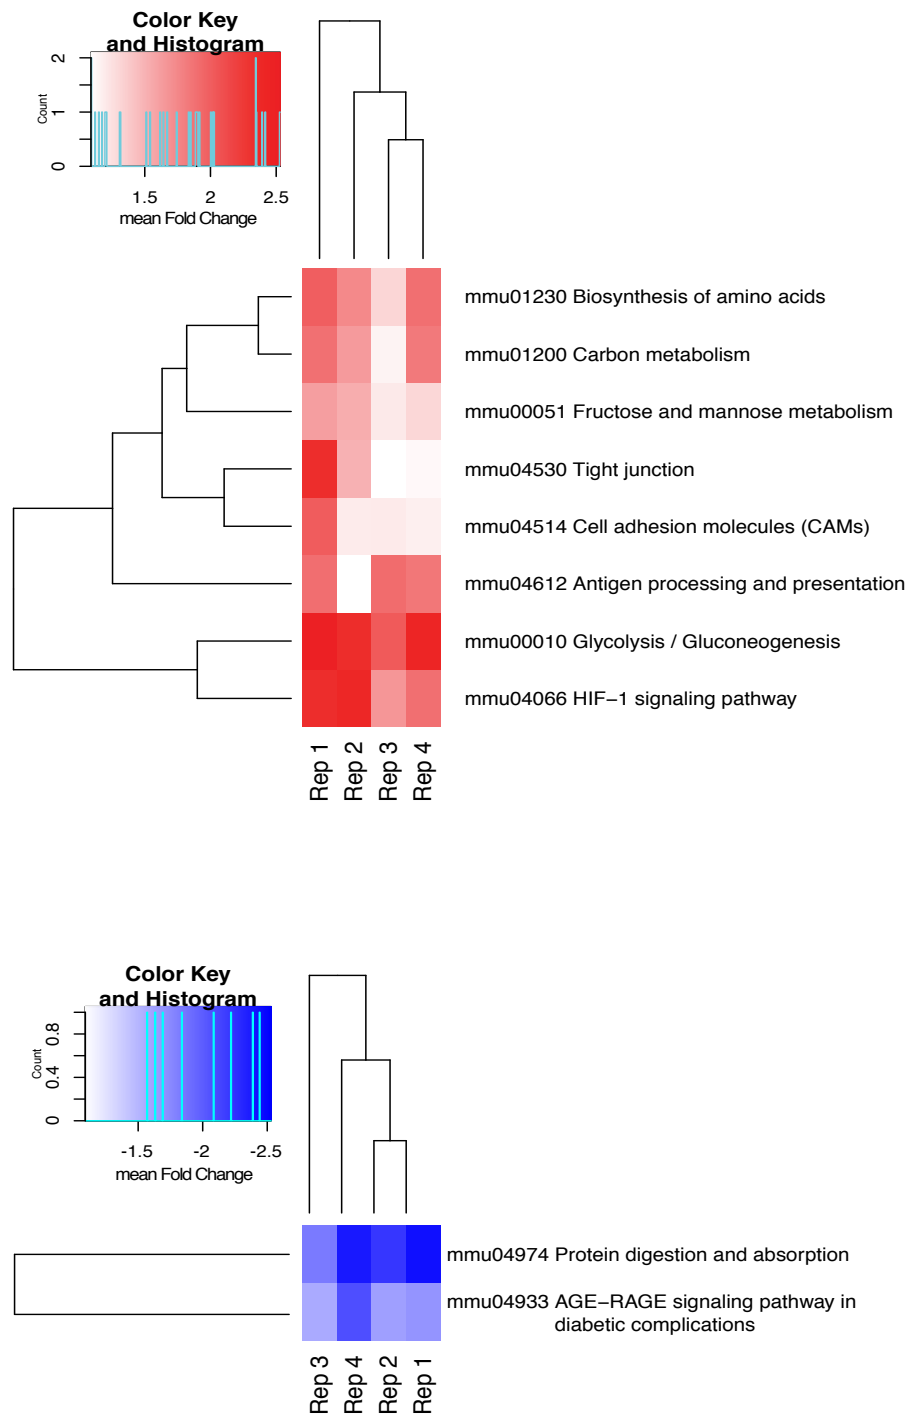 Color Key
and Histogram
Count
0
1
2
1.5
2
2.5
mean Fold Change
mmu01230 Biosynthesis of amino acids
mmu01200 Carbon metabolism
mmu00051 Fructose and mannose metabolism
mmu04530 Tight junction
mmu04514 Cell adhesion molecules (CAMs)
mmu04612 Antigen processing and presentation
mmu00010 Glycolysis / Gluconeogenesis
mmu04066 HIF−1 signaling pathway
Rep 1
Rep 2
Rep 3
Rep 4
Color Key
and Histogram
Count
0
0.4
0.8
-1.5
-2
-2.5
mean Fold Change
mmu04974 Protein digestion and absorption
mmu04933 AGE−RAGE signaling pathway in
diabetic complications
Rep 3
Rep 4
Rep 2
Rep 1